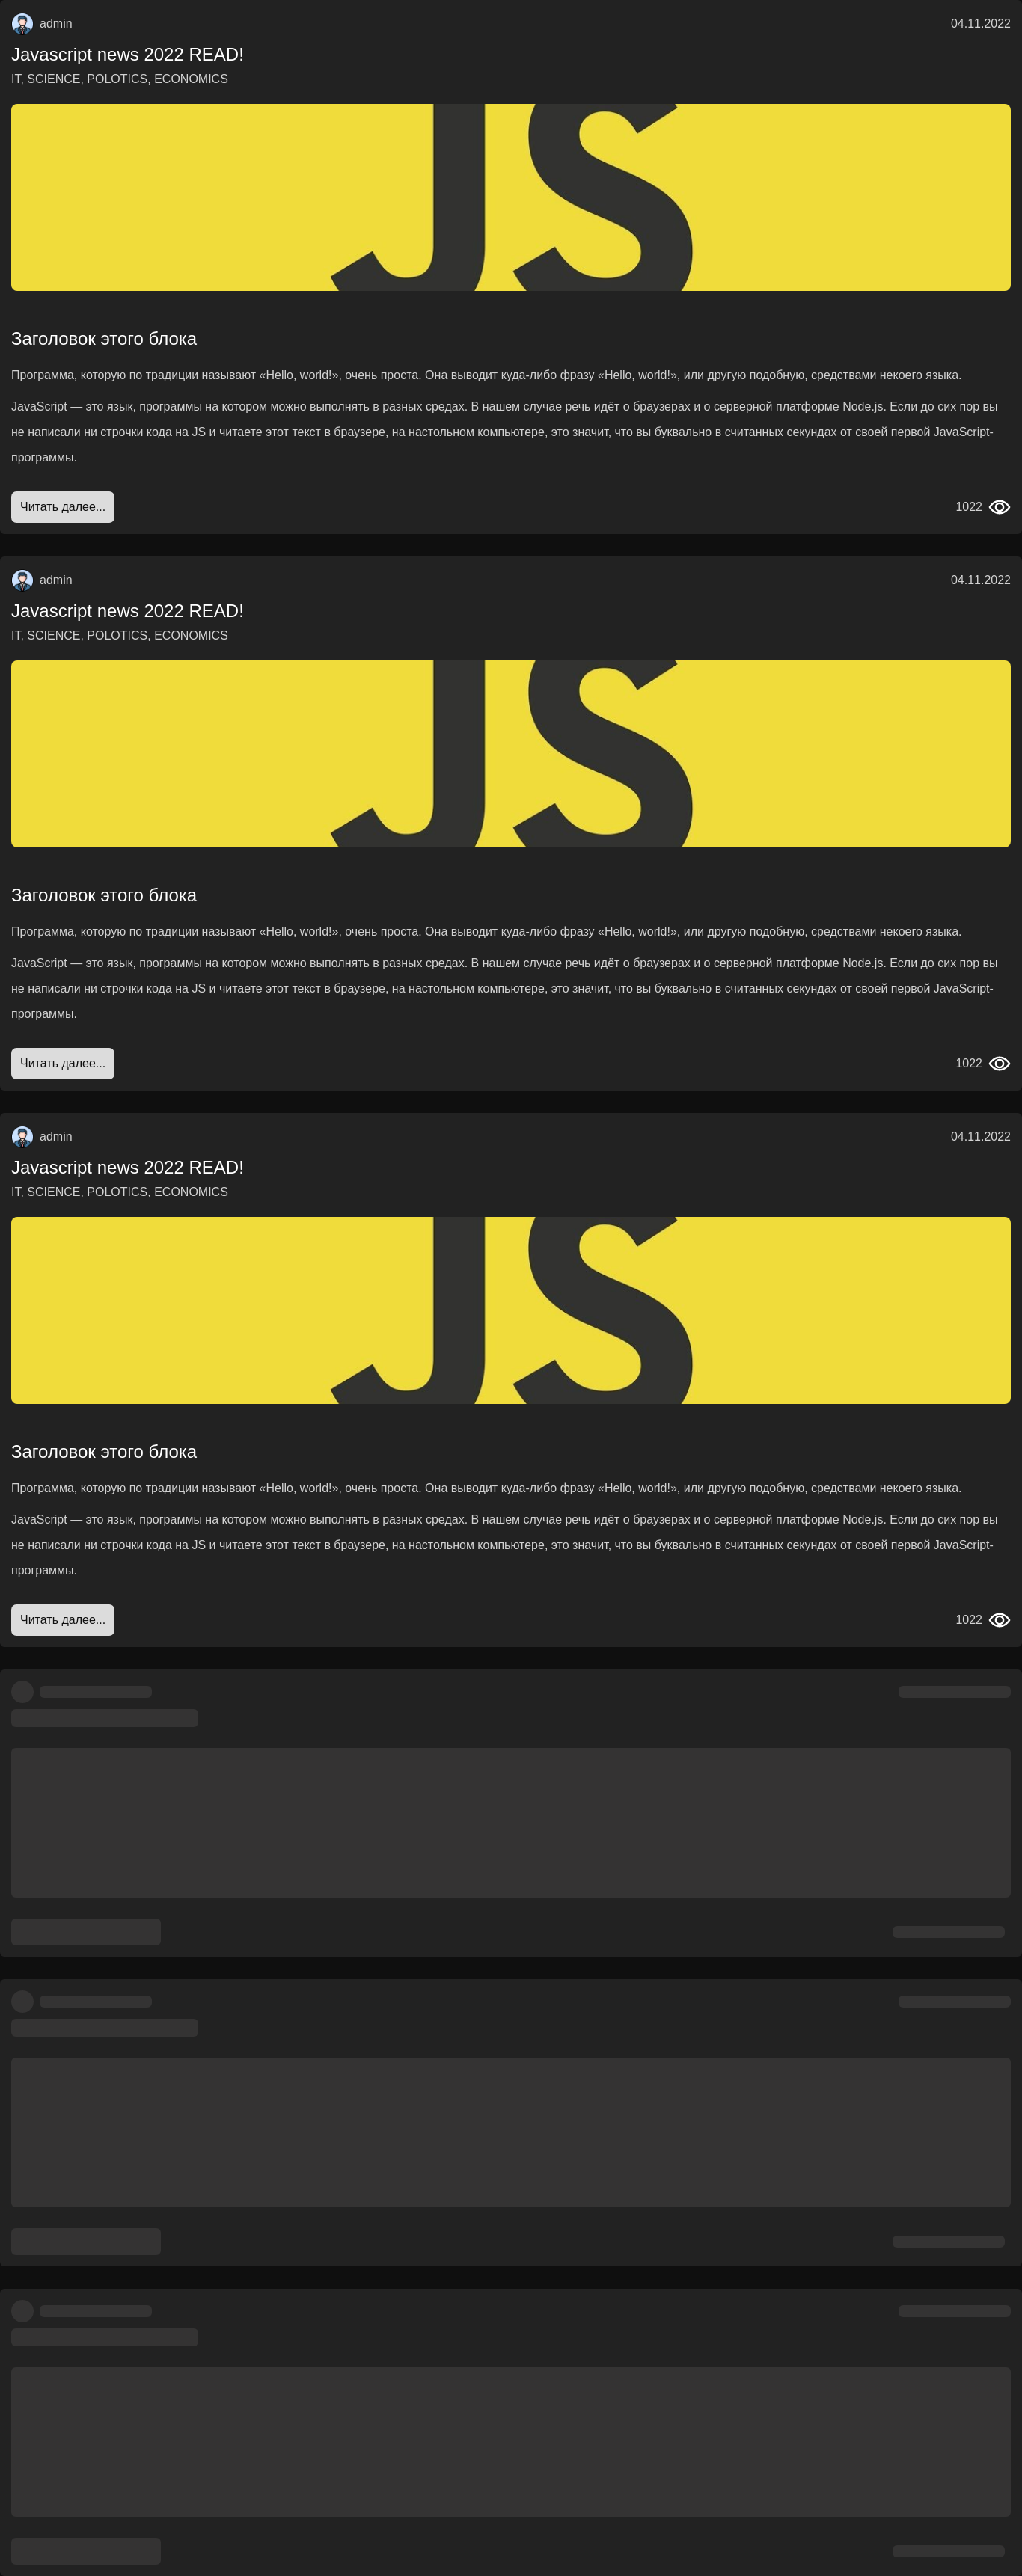 admin 04.11.2022
Javascript news 2022 READ!
IT, SCIENCE, POLOTICS, ECONOMICS
JS
Заголовок этого блока
Программа, которую по традиции называют «Hello, world!», очень проста. Она выводит куда-либо фразу «Hello, world!», или другую подобную, средствами некоего языка.
JavaScript — это язык, программы на котором можно выполнять в разных средах. В нашем случае речь идёт о браузерах и о серверной платформе Node.js. Если до сих пор вы
не написали ни строчки кода на JS и читаете этот текст в браузере, на настольном компьютере, это значит, что вы буквально в считанных секундах от своей первой JavaScript-
программы.
Читать далее... 1022
admin 04.11.2022
Javascript news 2022 READ!
IT, SCIENCE, POLOTICS, ECONOMICS
JS
Заголовок этого блока
Программа, которую по традиции называют «Hello, world!», очень проста. Она выводит куда-либо фразу «Hello, world!», или другую подобную, средствами некоего языка.
JavaScript — это язык, программы на котором можно выполнять в разных средах. В нашем случае речь идёт о браузерах и о серверной платформе Node.js. Если до сих пор вы
не написали ни строчки кода на JS и читаете этот текст в браузере, на настольном компьютере, это значит, что вы буквально в считанных секундах от своей первой JavaScript-
программы.
Читать далее... 1022
admin 04.11.2022
Javascript news 2022 READ!
IT, SCIENCE, POLOTICS, ECONOMICS
JS
Заголовок этого блока
Программа, которую по традиции называют «Hello, world!», очень проста. Она выводит куда-либо фразу «Hello, world!», или другую подобную, средствами некоего языка.
JavaScript — это язык, программы на котором можно выполнять в разных средах. В нашем случае речь идёт о браузерах и о серверной платформе Node.js. Если до сих пор вы
не написали ни строчки кода на JS и читаете этот текст в браузере, на настольном компьютере, это значит, что вы буквально в считанных секундах от своей первой JavaScript-
программы.
Читать далее... 1022